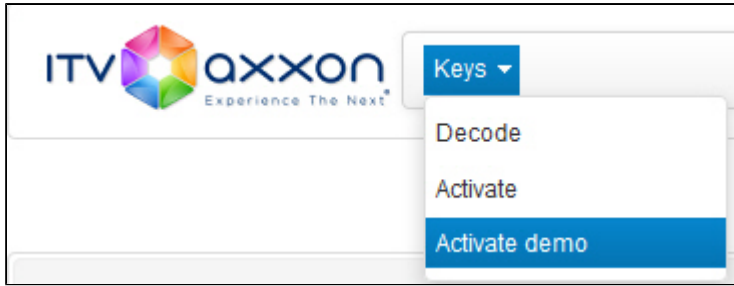 ITV axxon
Experience The Next®
Keys
Decode
Activate
Activate demo